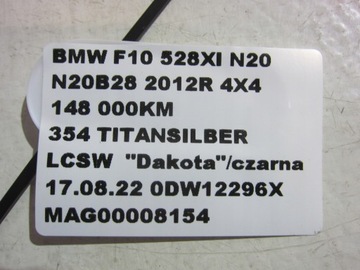 BMW F10 528XI N20
N20B28 2012R 4X4
148 000KM
354 TITANSILBER
LCSW "Dakota"/czarna
17.08.22 0DW12296X
MAG00008154